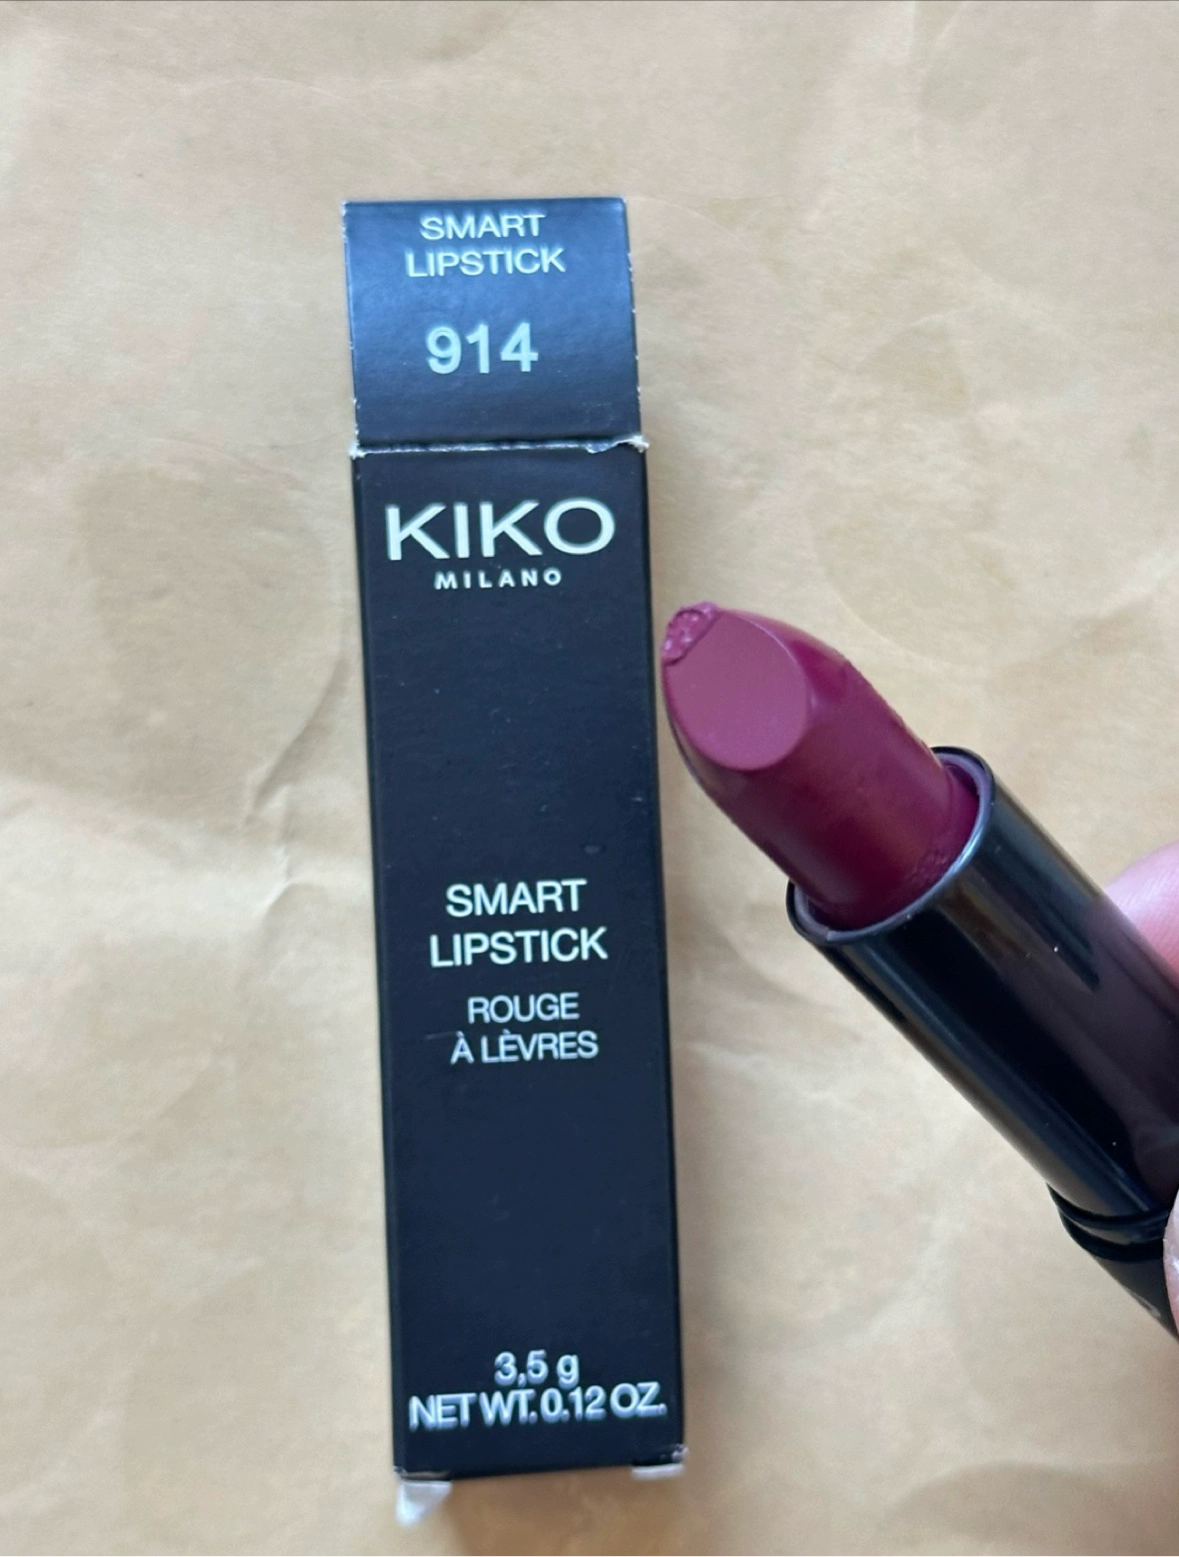 SMART
LIPSTICK
914
KIKO
MILANO
SMART
LIPSTICK
ROUGE
À LÈVRES
3,5 g
NET WT. 0.12 OZ.